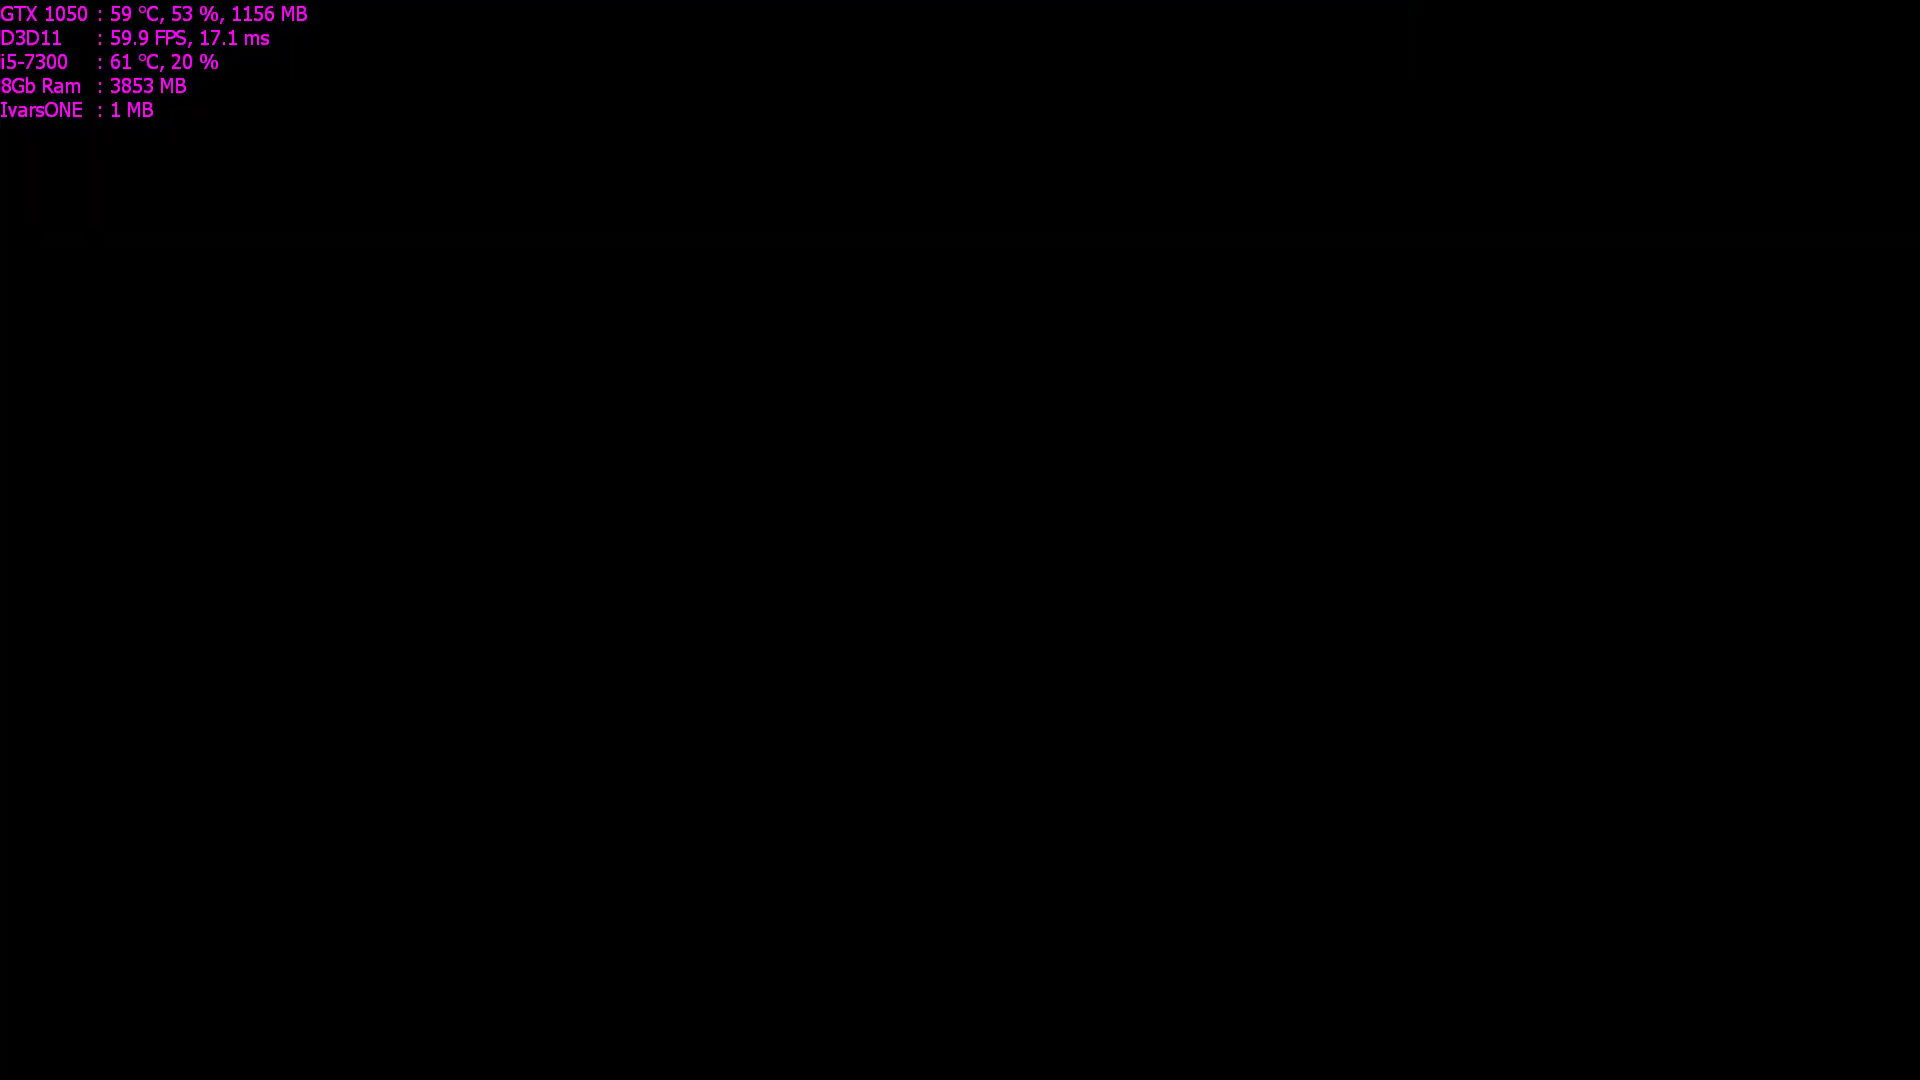 GTX 1050 : 59 °C, 53 %, 1156 MB
D3D11 : 59.9 FPS, 17.1 ms
i5-7300 : 61 °C, 20 %
8Gb Ram : 3853 MB
IvarsONE : 1 MB